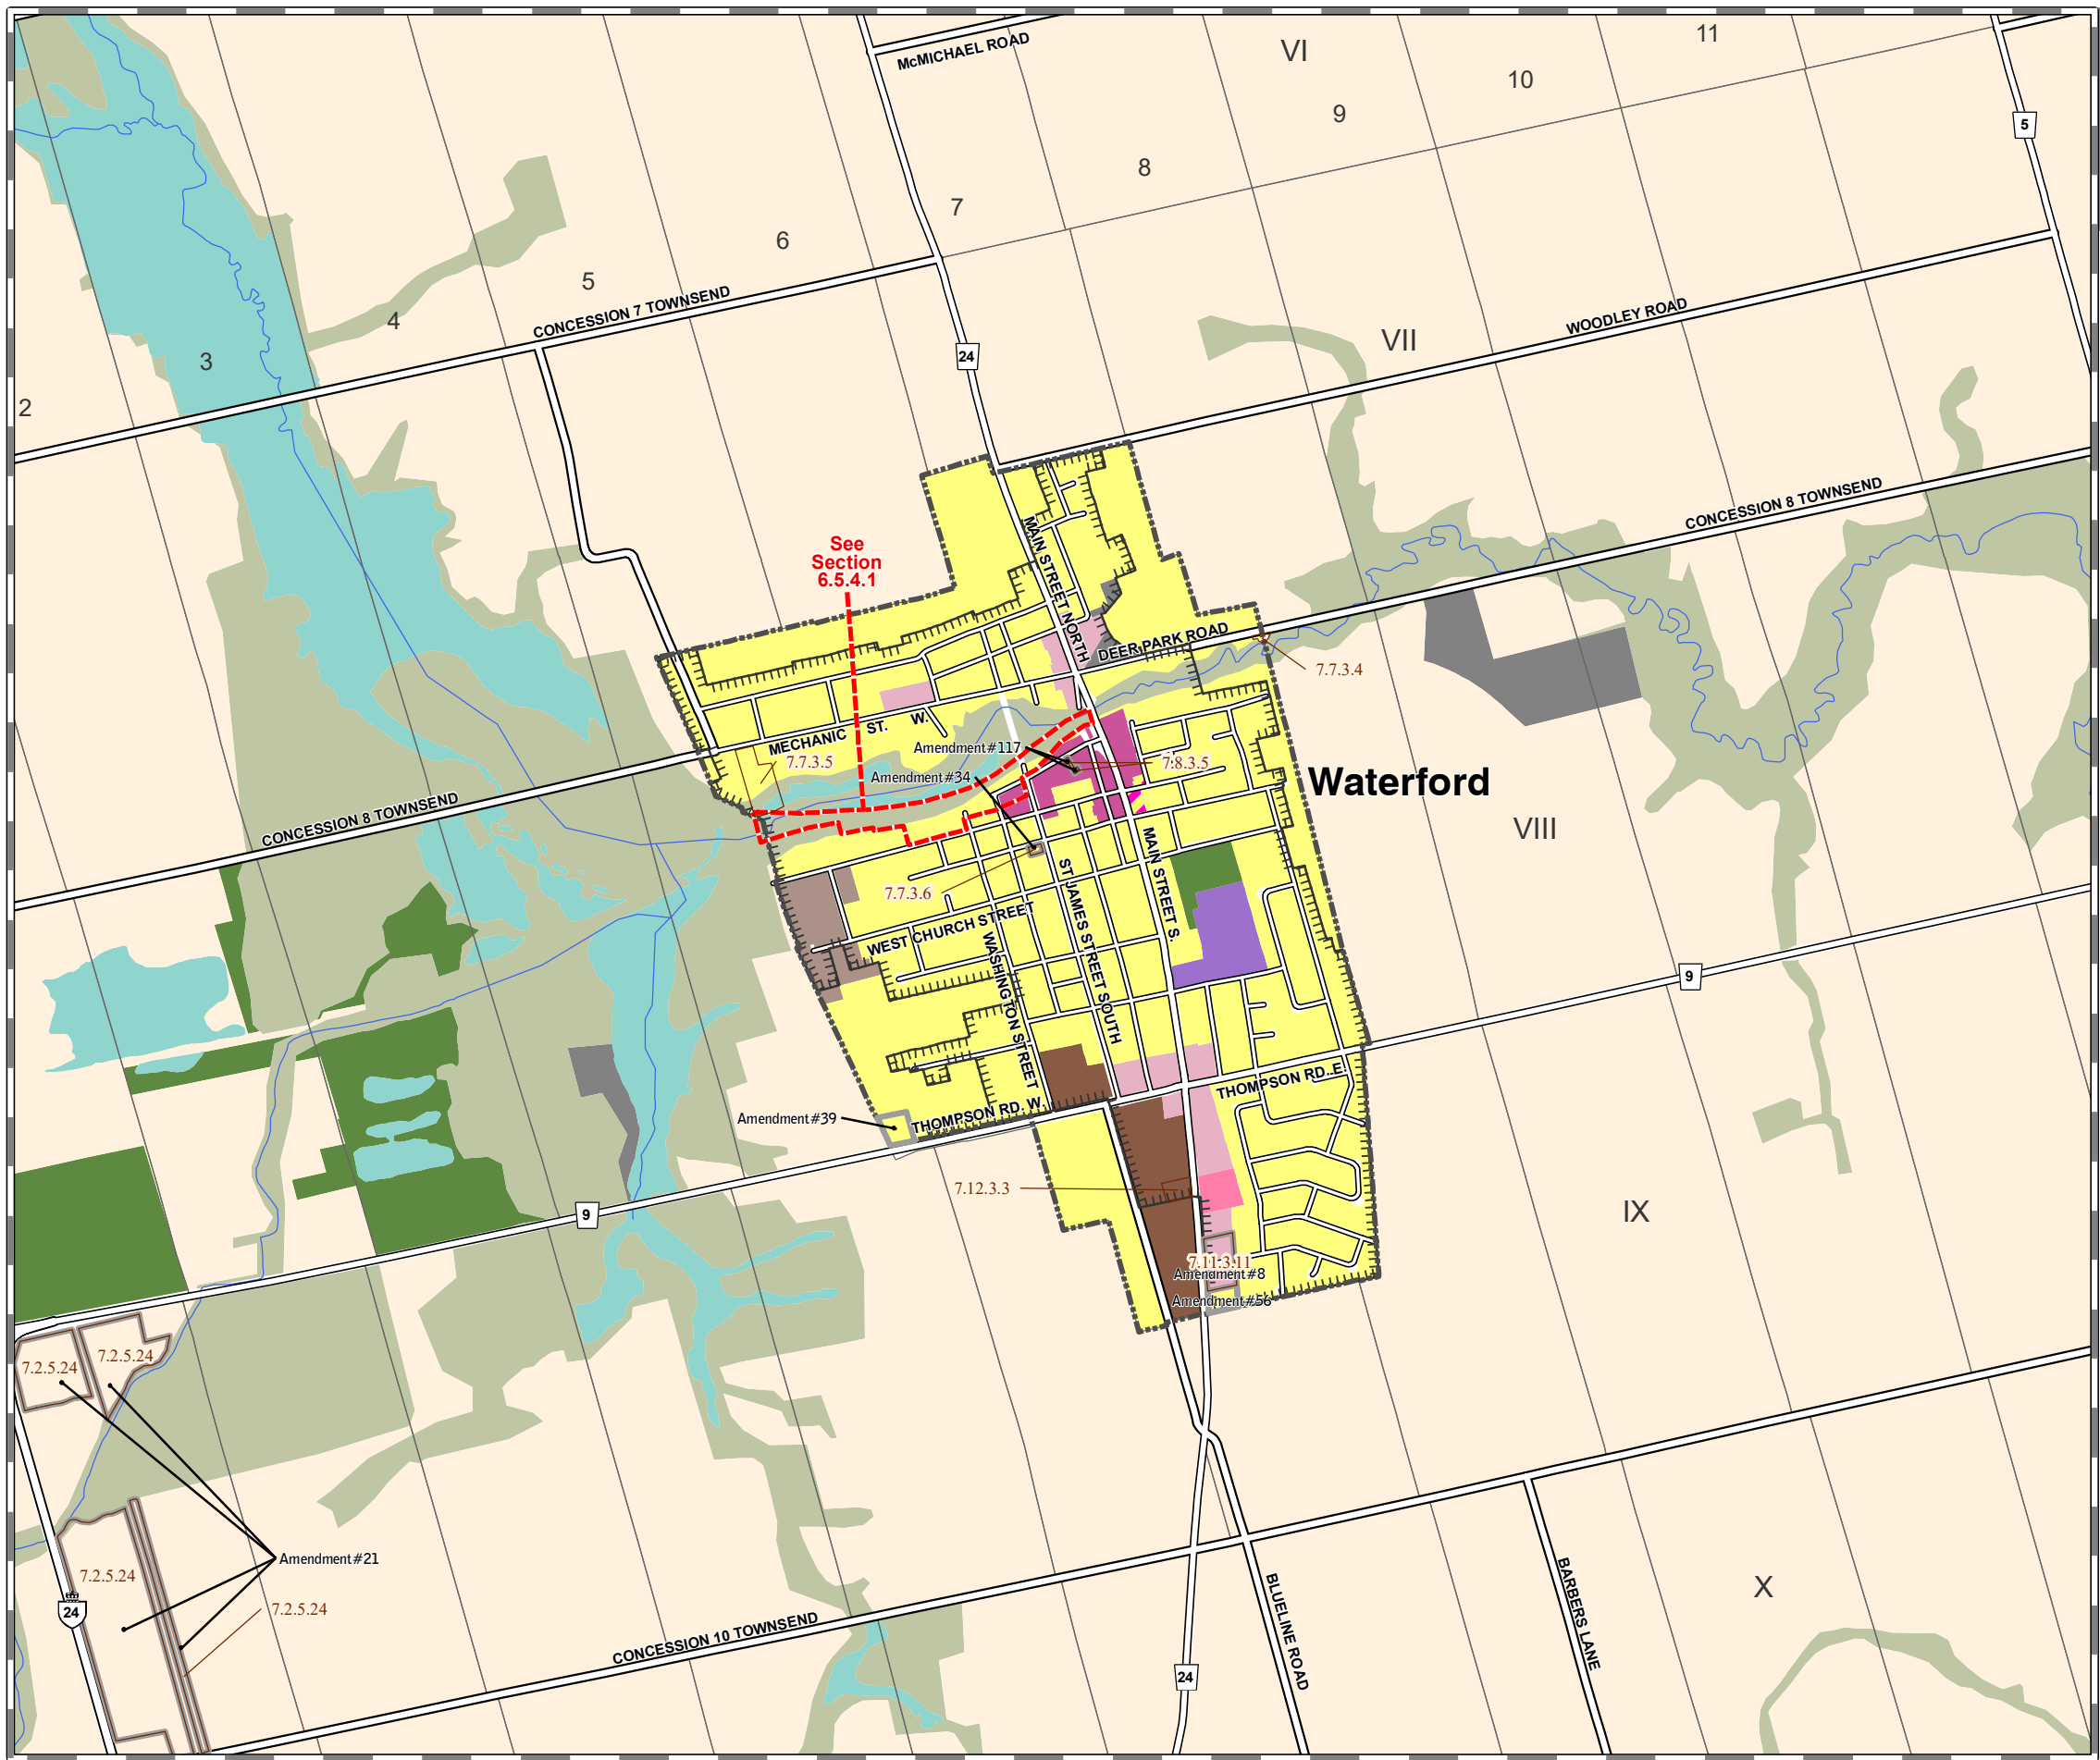 McMICHAEL ROAD
VI
11
10
9
8
7
6
5
4
3
2
5
CONCESSION 7 TOWNSEND
WOODLEY ROAD
VII
24
CONCESSION 8 TOWNSEND
See
Section
6.5.4.1
MAIN STREET NORTH
DEER PARK ROAD
7.7.3.4
MECHANIC ST. W.
Amendment#117
7.7.3.5
7:8.3.5
Amendment#34
Waterford
CONCESSION 8 TOWNSEND
VIII
7.7.3.6
MAIN STREET S.
ST JAMES STREET SOUTH
WEST CHURCH STREET
WASHINGTON STREET
9
THOMPSON RD. E.
THOMPSON RD. W.
Amendment#39
7.12.3.3
9
IX
7.11.3.11
Amendment#8
Amendment#56
7.2.5.24
7.2.5.24
Amendment#21
7.2.5.24
7.2.5.24
24
X
BARBERS LANE
BLUELINE ROAD
CONCESSION 10 TOWNSEND
24